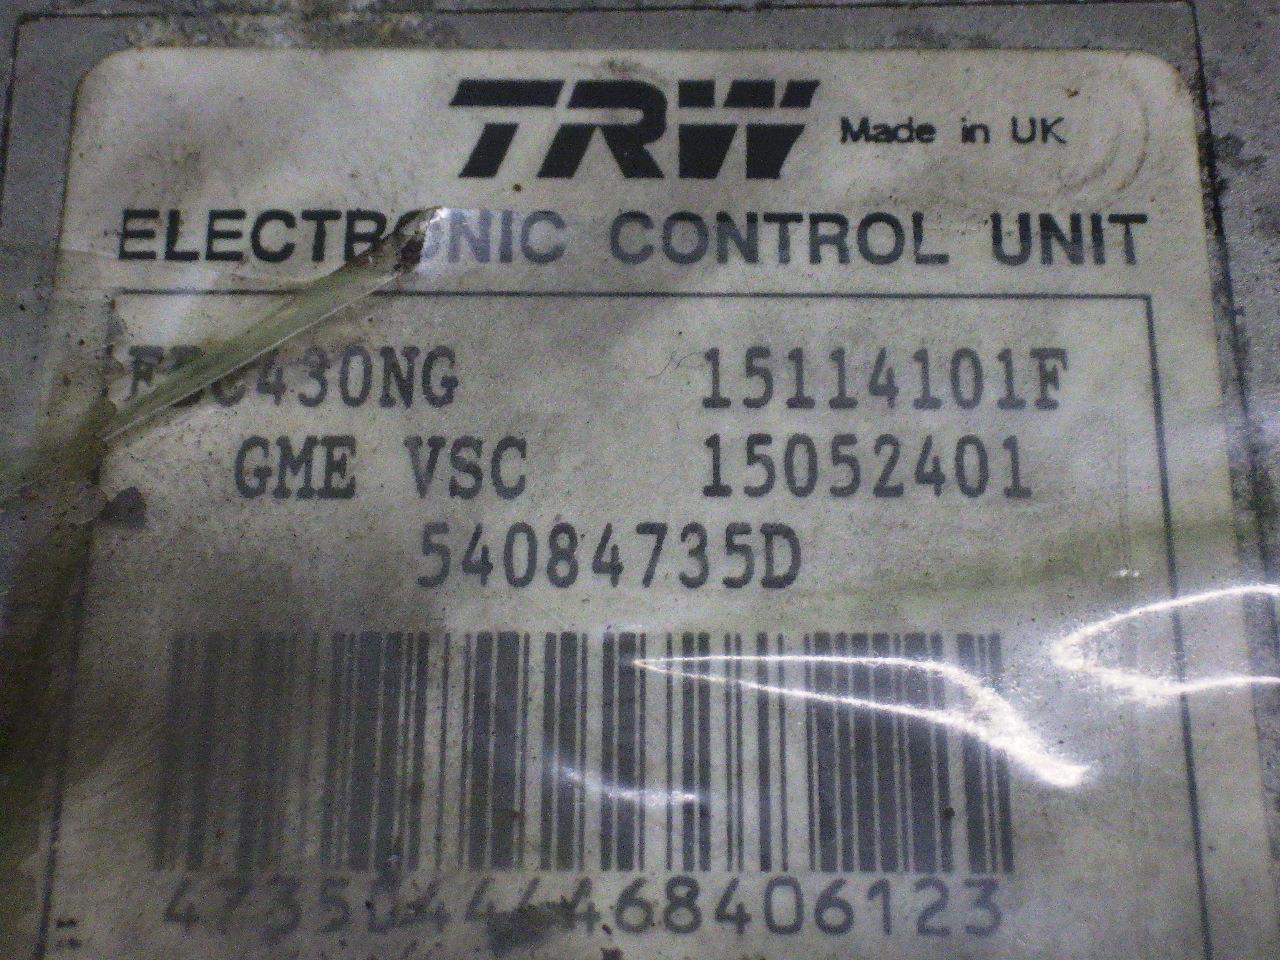 TRW Made in UK
ELECTRONIC CONTROL UNIT
15114101F
GME VSC 15052401
54084735D